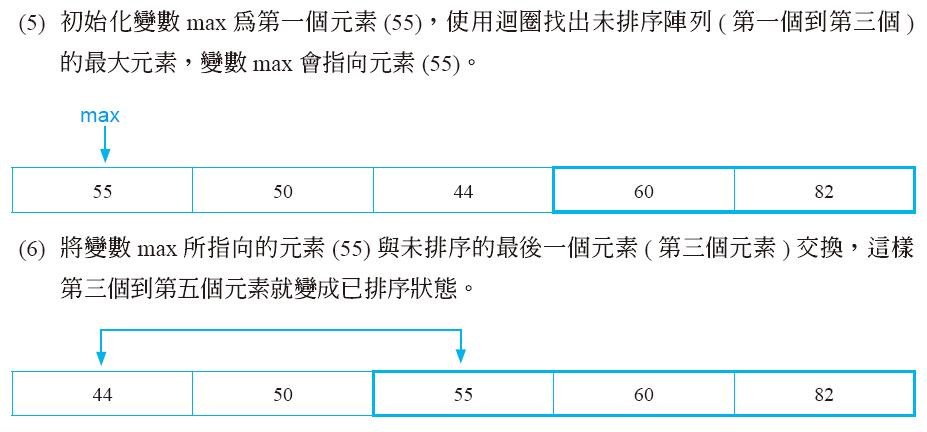 (5) 初始化變數 max 爲第一個元素 (55)，使用迴圈找出未排序陣列 ( 第一個到第三個 )
的最大元素，變數 max 會指向元素 (55)。
max
55 50 44 60 82
(6) 將變數 max 所指向的元素 (55) 與未排序的最後一個元素 ( 第三個元素 ) 交換，這樣
第三個到第五個元素就變成已排序狀態。
44 50 55 60 82